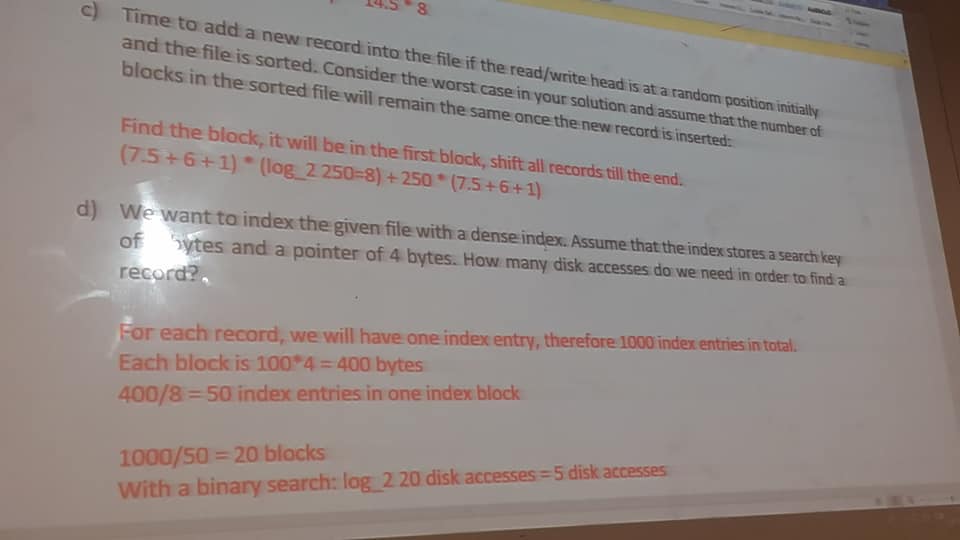 14.5 * 8
c) Time to add a new record into the file if the read/write head is at a random position initially
and the file is sorted. Consider the worst case in your solution and assume that the number of
blocks in the sorted file will remain the same once the new record is inserted:
Find the block, it will be in the first block, shift all records till the end.
(7.5 + 6 + 1) * (log_2 250=8) + 250 * (7.5 + 6 + 1)
d) We want to index the given file with a dense index. Assume that the index stores a search key
of bytes and a pointer of 4 bytes. How many disk accesses do we need in order to find a
record?
For each record, we will have one index entry, therefore 1000 index entries in total.
Each block is 100*4 = 400 bytes
400/8 = 50 index entries in one index block
1000/50 = 20 blocks
With a binary search: log_2 20 disk accesses = 5 disk accesses